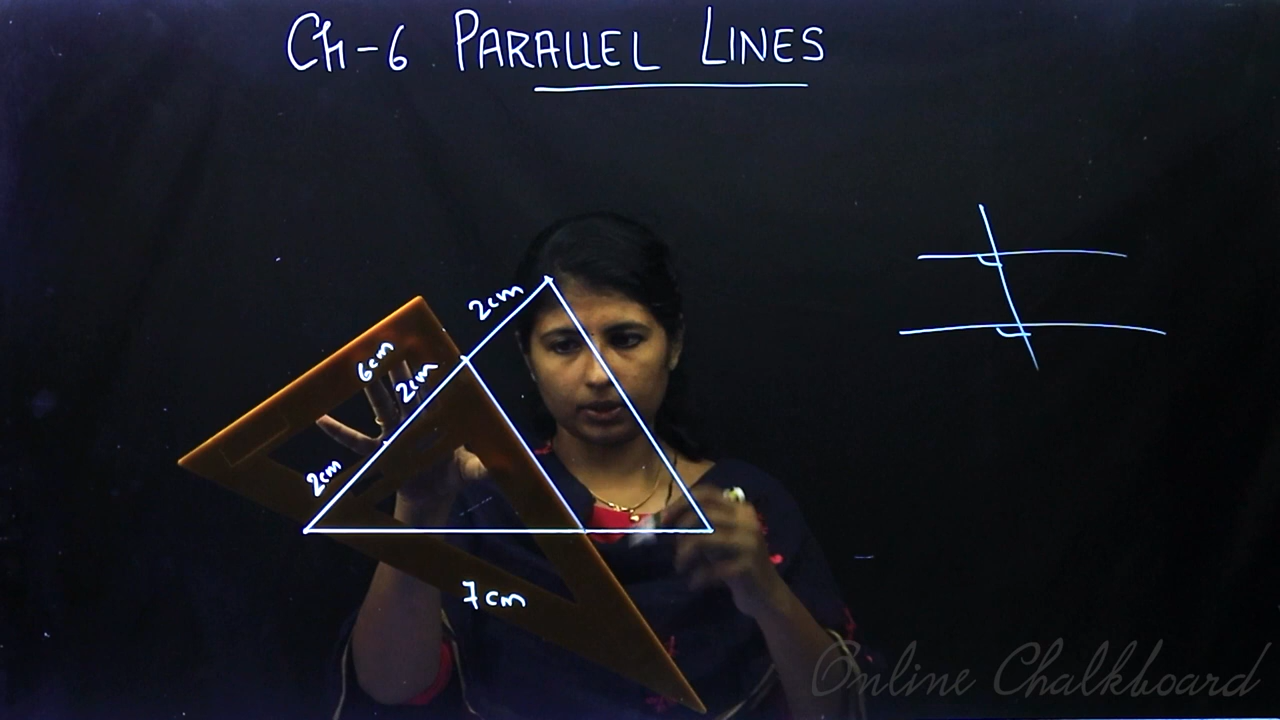 Ch-6 PARALLEL LINES
2cm
6cm
2cm
2cm
7cm
Online Chalkboard